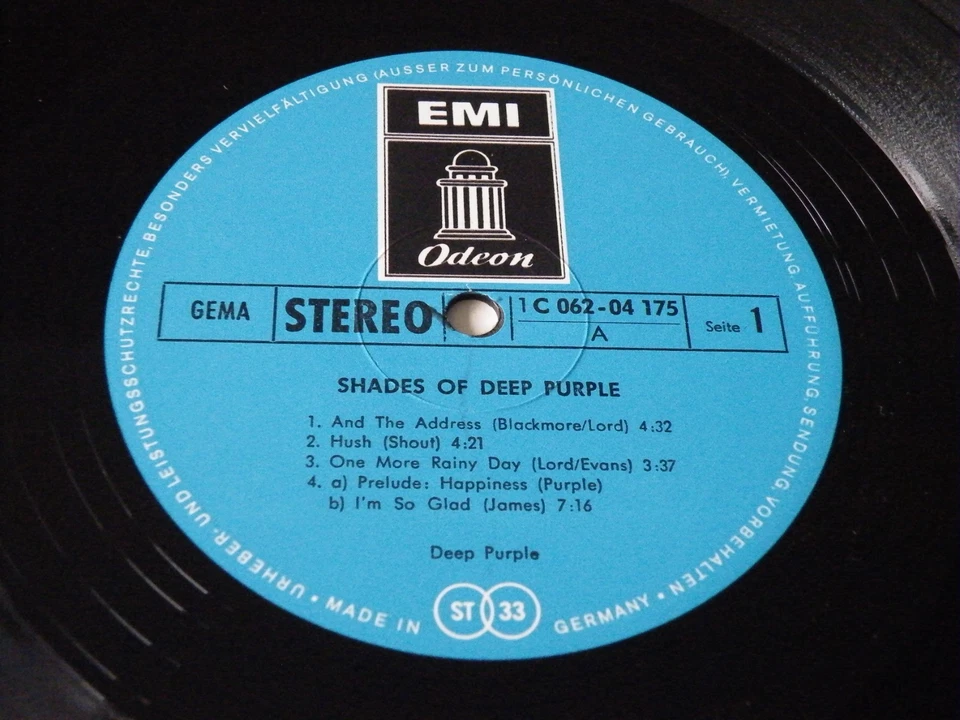 URHEBER- UND LEISTUNGSSCHUTZRECHTE, BESONDERS VERVIELFÄLTIGUNG (AUSSER ZUM PERSÖNLICHEN GEBRAUCH), VERMIETUNG, AUFFÜHRUNG, SENDUNG VORBEHALTEN •
EMI
Odeon
GEMA
STEREO
1 C 062-04 175
A
Seite 1
SHADES OF DEEP PURPLE
1. And The Address (Blackmore/Lord) 4:32
2. Hush (Shout) 4:21
3. One More Rainy Day (Lord/Evans) 3:37
4. a) Prelude: Happiness (Purple)
b) I'm So Glad (James) 7:16
Deep Purple
• MADE IN
ST 33
GERMANY